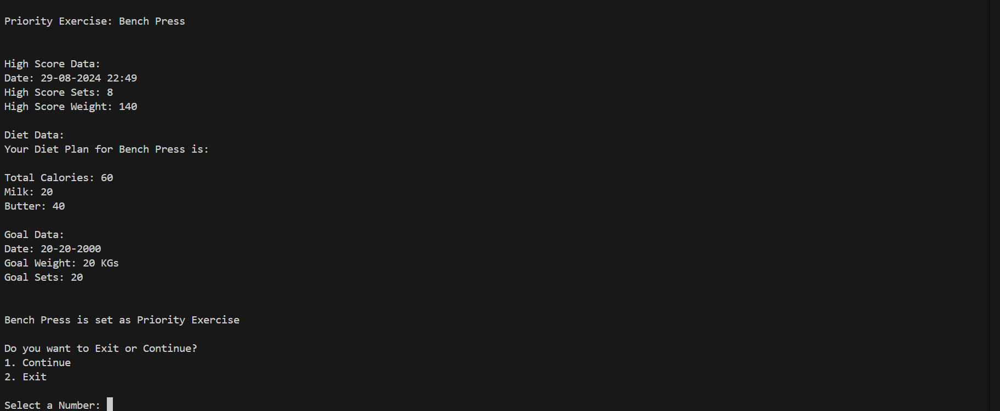 Priority Exercise: Bench Press
High Score Data:
Date: 29-08-2024 22:49
High Score Sets: 8
High Score Weight: 140
Diet Data:
Your Diet Plan for Bench Press is:
Total Calories: 60
Milk: 20
Butter: 40
Goal Data:
Date: 20-20-2000
Goal Weight: 20 KGs
Goal Sets: 20
Bench Press is set as Priority Exercise
Do you want to Exit or Continue?
1. Continue
2. Exit
Select a Number: